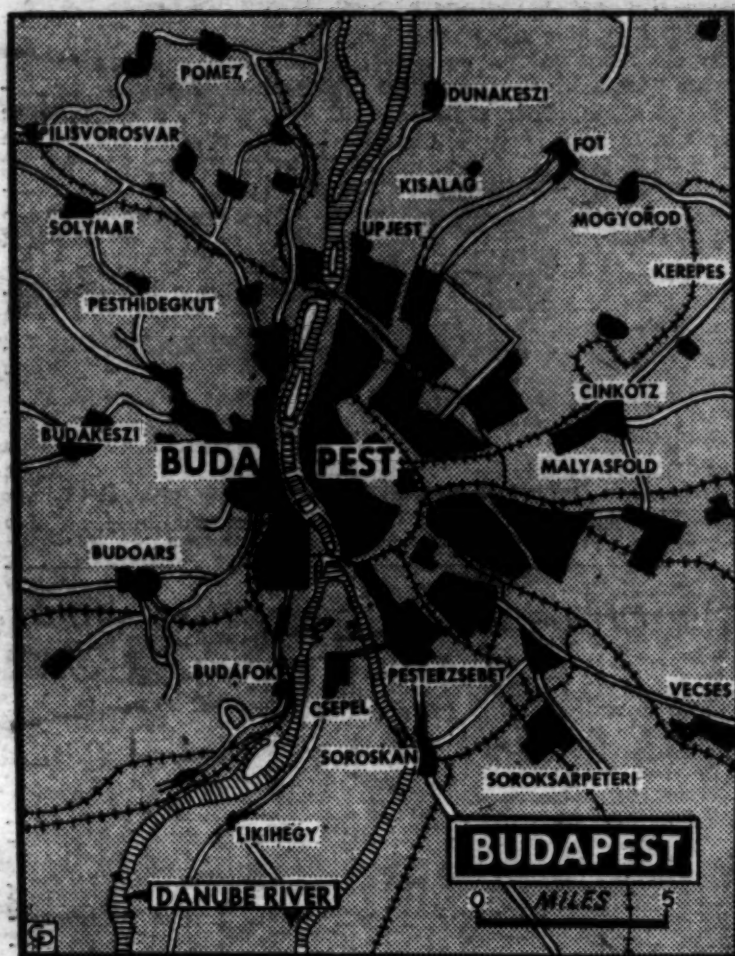 POMEZ
DUNAKESZI
PILISVOROSVAR
FOT
KISALAG
MOGYOROD
SOLYMAR
UPJEST
KEREPES
PESTHIDEGKUT
CINKOTZ
BUDAKESZI
BUDA PEST
MALYASFOLD
BUDOARS
BUDAFOK
PESTERZSEBET
VECSES
CSEPEL
SOROSKAN
SOROKSARPETERI
LIKIHEGY
BUDAPEST
DANUBE RIVER
0 MILES 5
CP